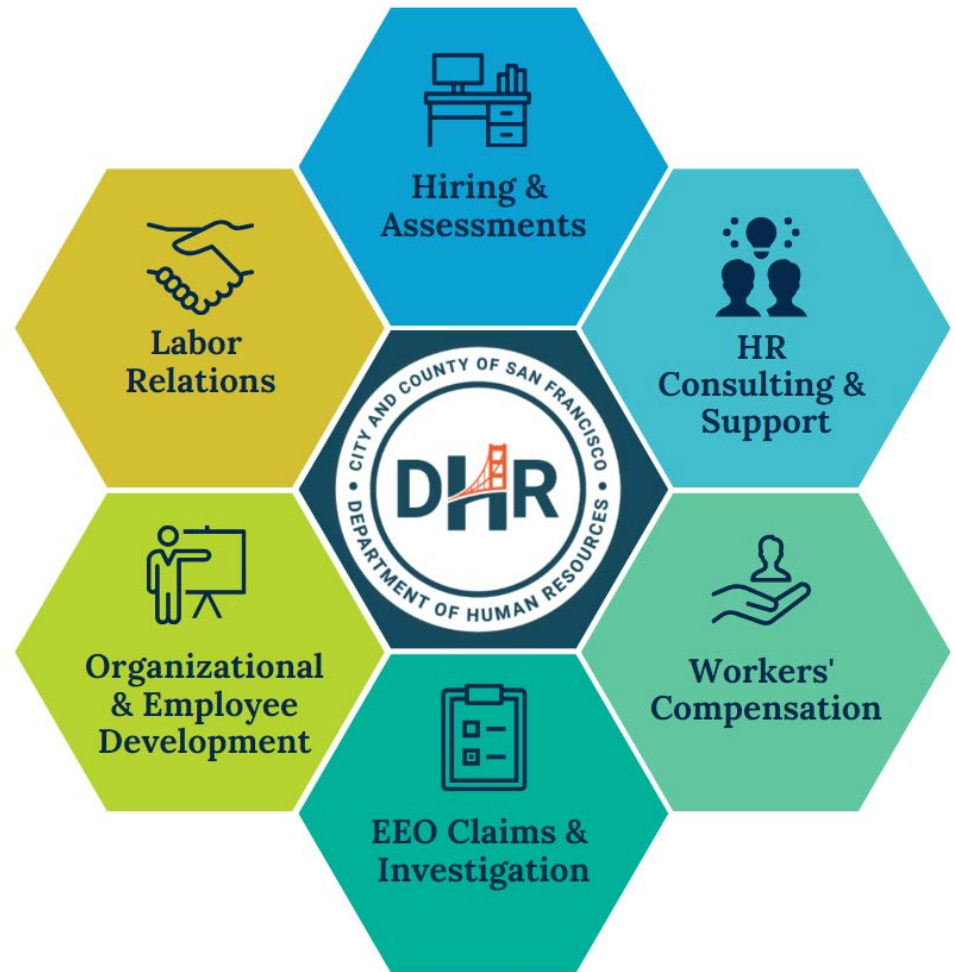 Hiring &
Assessments
Labor
Relations
HR
Consulting &
Support
• CITY AND COUNTY OF SAN FRANCISCO •
DHR
DEPARTMENT OF HUMAN RESOURCES
Organizational
& Employee
Development
Workers'
Compensation
EEO Claims &
Investigation